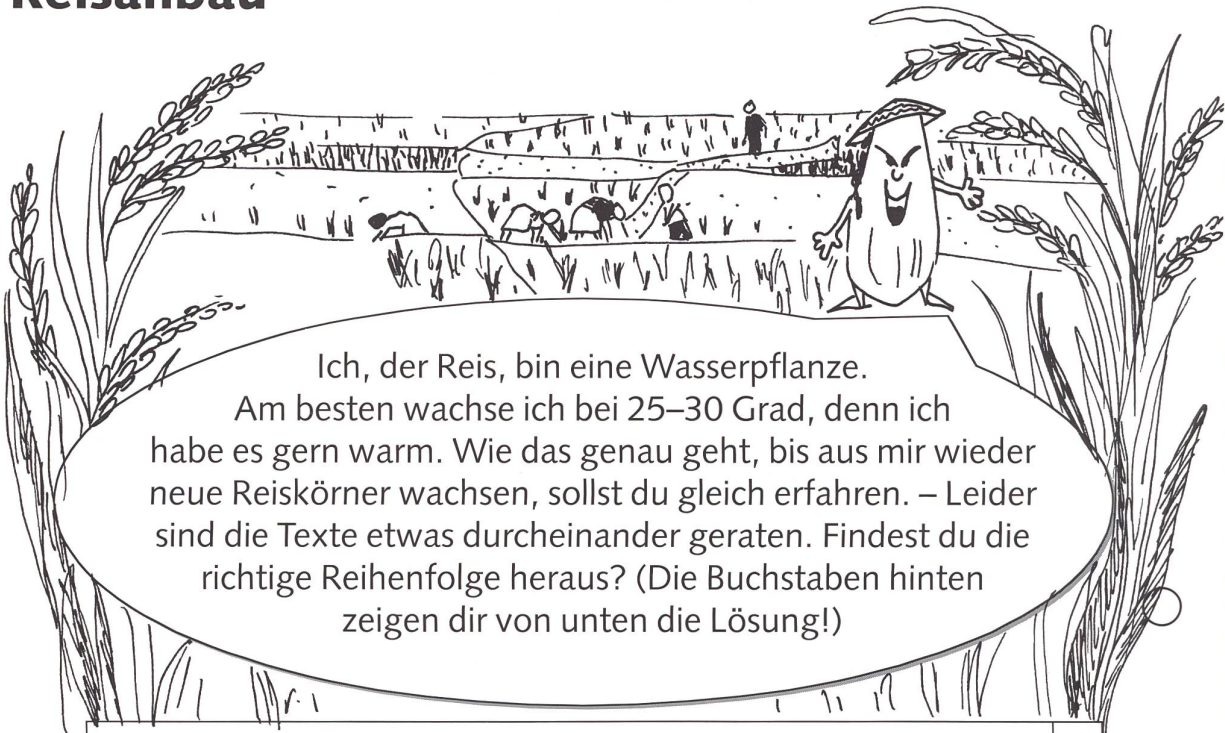 Reisanbau
Ich, der Reis, bin eine Wasserpflanze.
Am besten wachse ich bei 25–30 Grad, denn ich
habe es gern warm. Wie das genau geht, bis aus mir wieder
neue Reiskörner wachsen, sollst du gleich erfahren. – Leider
sind die Texte etwas durcheinander geraten. Findest du die
richtige Reihenfolge heraus? (Die Buchstaben hinten
zeigen dir von unten die Lösung!)